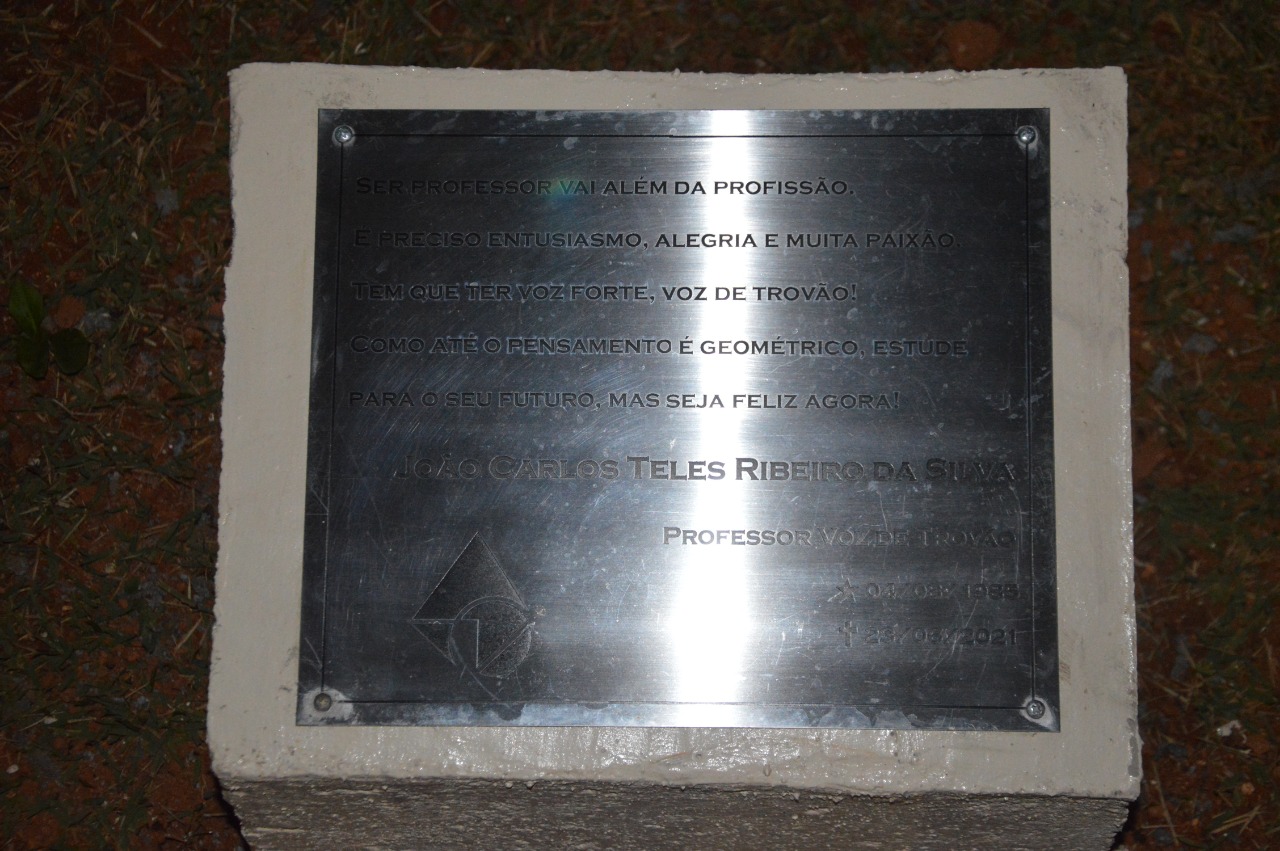 SER PROFESSOR VAI ALÉM DA PROFISSÃO.
É PRECISO ENTUSIASMO, ALEGRIA E MUITA PAIXÃO.
TEM QUE TER VOZ FORTE, VOZ DE TROVÃO!
COMO ATÉ O PENSAMENTO É GEOMÉTRICO, ESTUDE
PARA O SEU FUTURO, MAS SEJA FELIZ AGORA!
JOÃO CARLOS TELES RIBEIRO DA SILVA
PROFESSOR VOZ DE TROVÃO